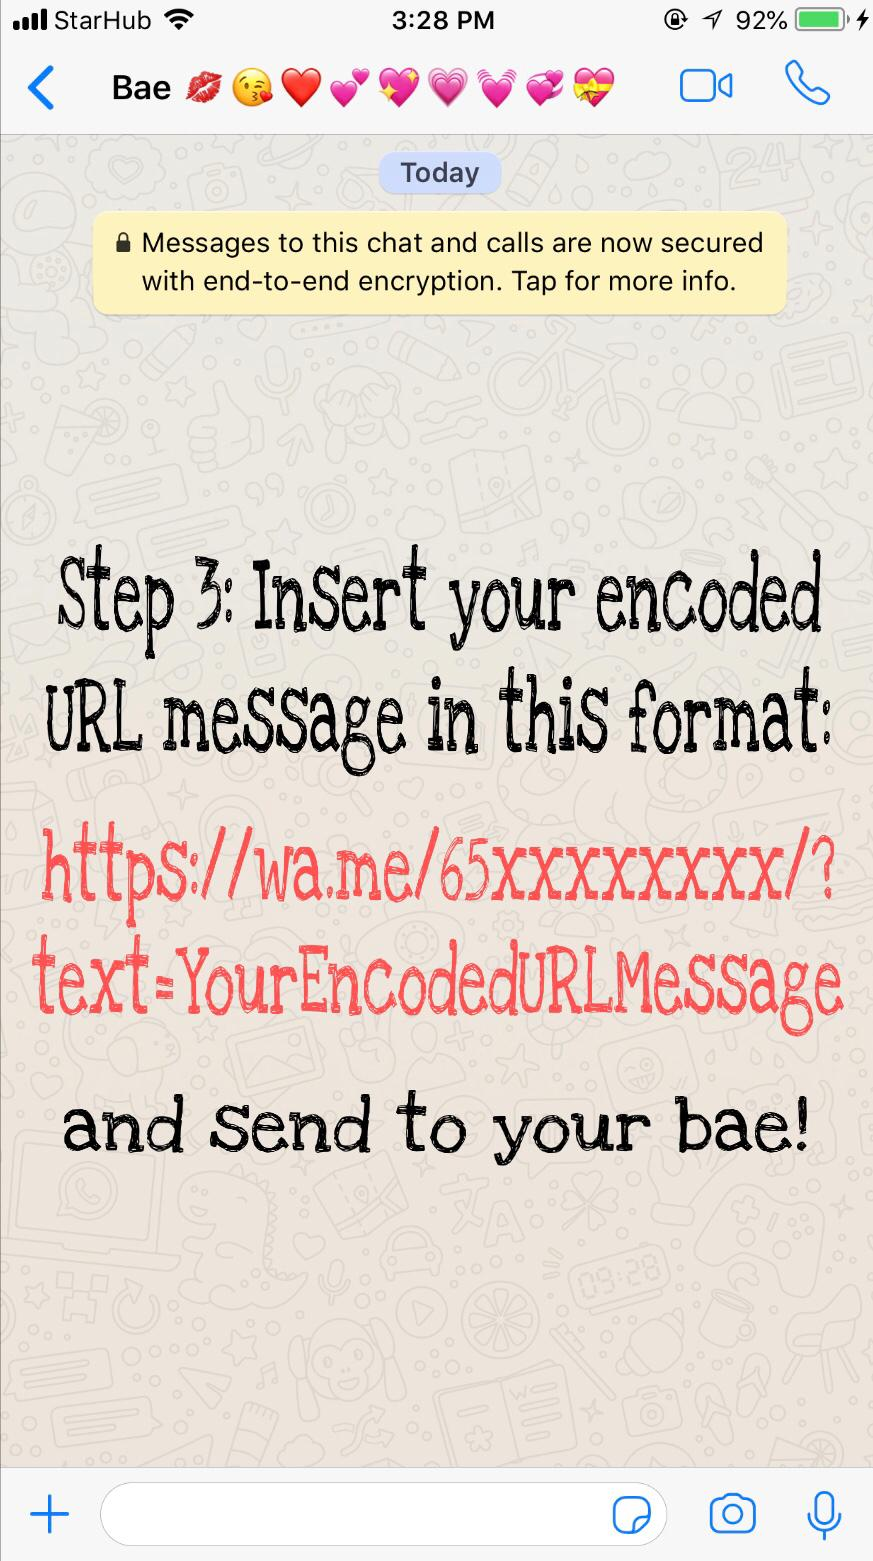 StarHub 3:28 PM 92%
Bae 💋😘❤️💕💖💗💓💞💝
Today
Messages to this chat and calls are now secured
with end-to-end encryption. Tap for more info.
Step 3: Insert your encoded
URL message in this format:
https://wa.me/65xxxxxxxx/?
text=YourEncodedURLMessage
and send to your bae!